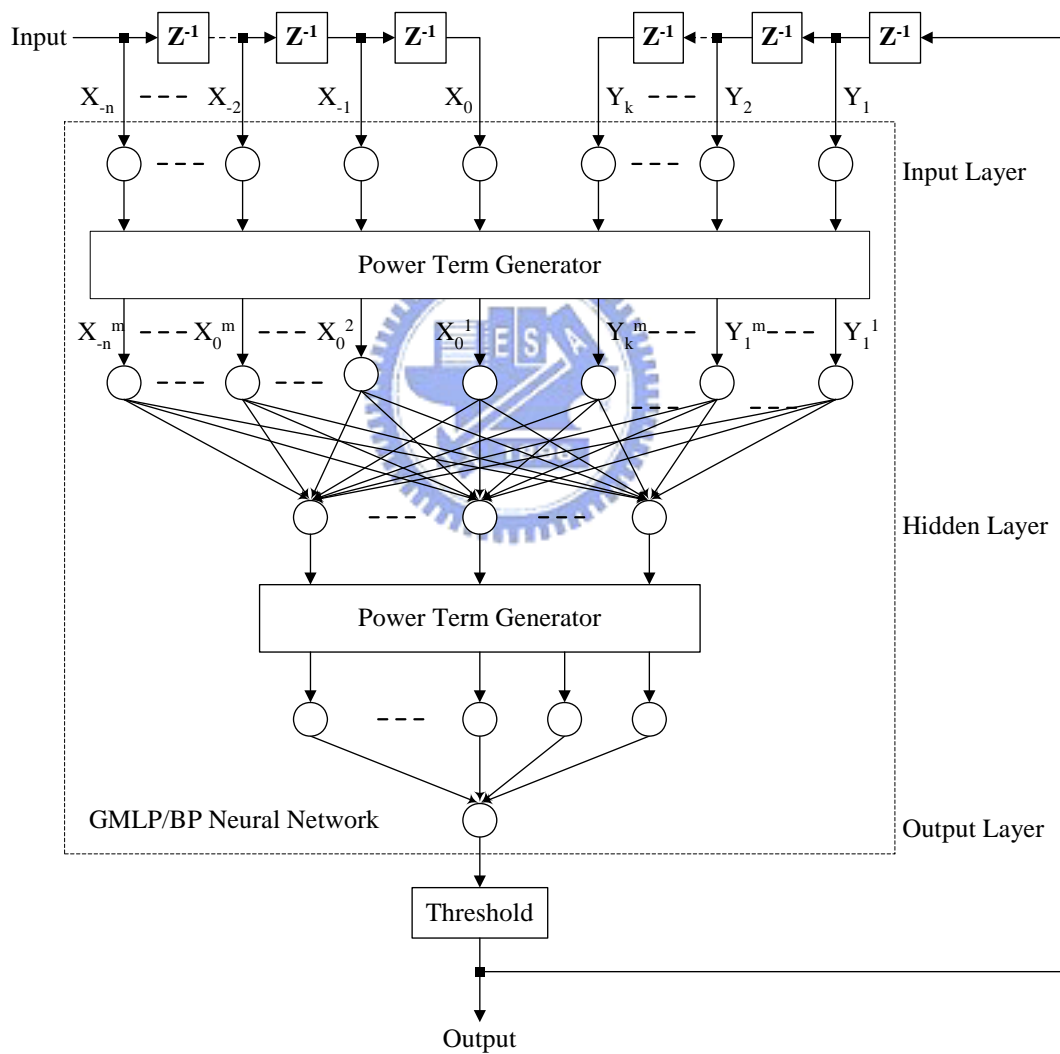 Input Z⁻¹ Z⁻¹ Z⁻¹ Z⁻¹ Z⁻¹ Z⁻¹
X₋ₙ X₋₂ X₋₁ X₀ Yₖ Y₂ Y₁
Input Layer
Power Term Generator
X₋ₙᵐ X₀ᵐ X₀² X₀¹ Yₖᵐ Y₁ᵐ Y₁¹
E S A
Hidden Layer
Power Term Generator
GMLP/BP Neural Network
Output Layer
Threshold
Output